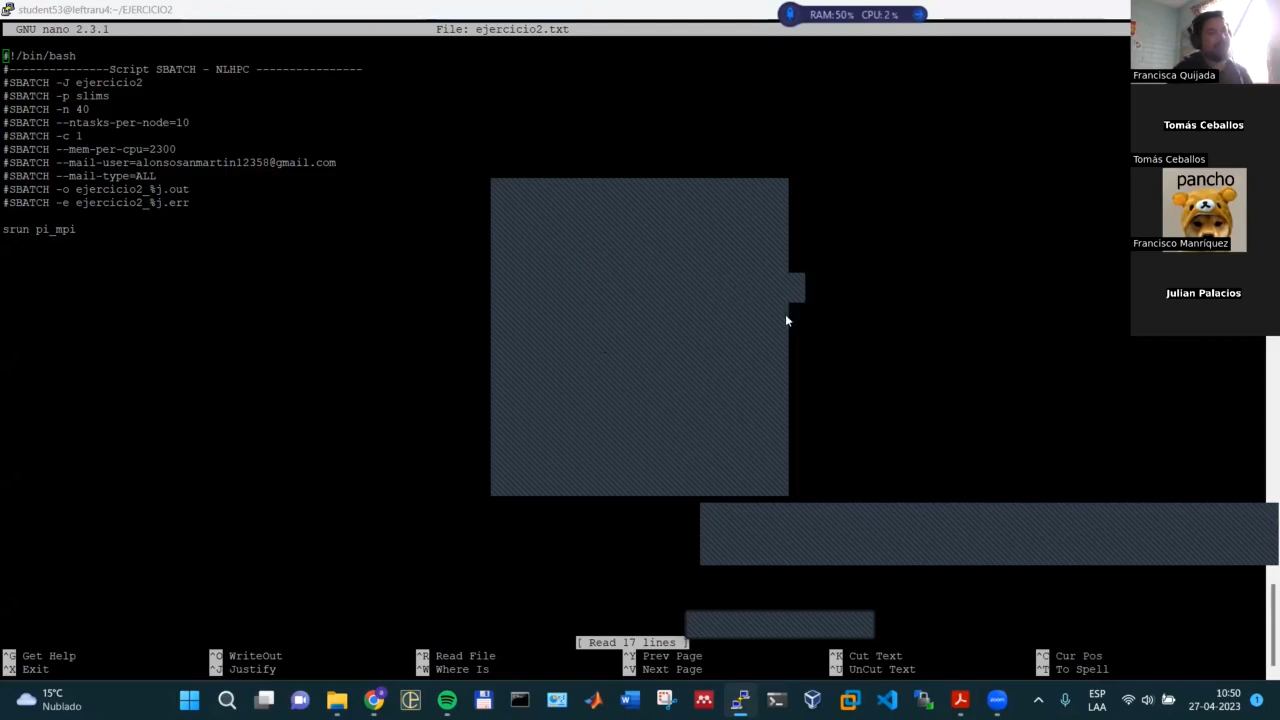 student53@leftraru4:~/EJERCICIO2
RAM:50% CPU:2%
GNU nano 2.3.1 File: ejercicio2.txt
#!/bin/bash
#---------------Script SBATCH - NLHPC ----------------
#SBATCH -J ejercicio2
#SBATCH -p slims
#SBATCH -n 40
#SBATCH --ntasks-per-node=10
#SBATCH -c 1
#SBATCH --mem-per-cpu=2300
#SBATCH --mail-user=alonsosanmartin12358@gmail.com
#SBATCH --mail-type=ALL
#SBATCH -o ejercicio2_%j.out
#SBATCH -e ejercicio2_%j.err
srun pi_mpi
Francisca Quijada
Tomás Ceballos
Tomás Ceballos
pancho
Francisco Manríquez
Julian Palacios
[ Read 17 lines ]
^G Get Help ^O WriteOut ^R Read File ^Y Prev Page ^K Cut Text ^C Cur Pos
^X Exit ^J Justify ^W Where Is ^V Next Page ^U UnCut Text ^T To Spell
15°C
Nublado
ESP
LAA
10:50
27-04-2023